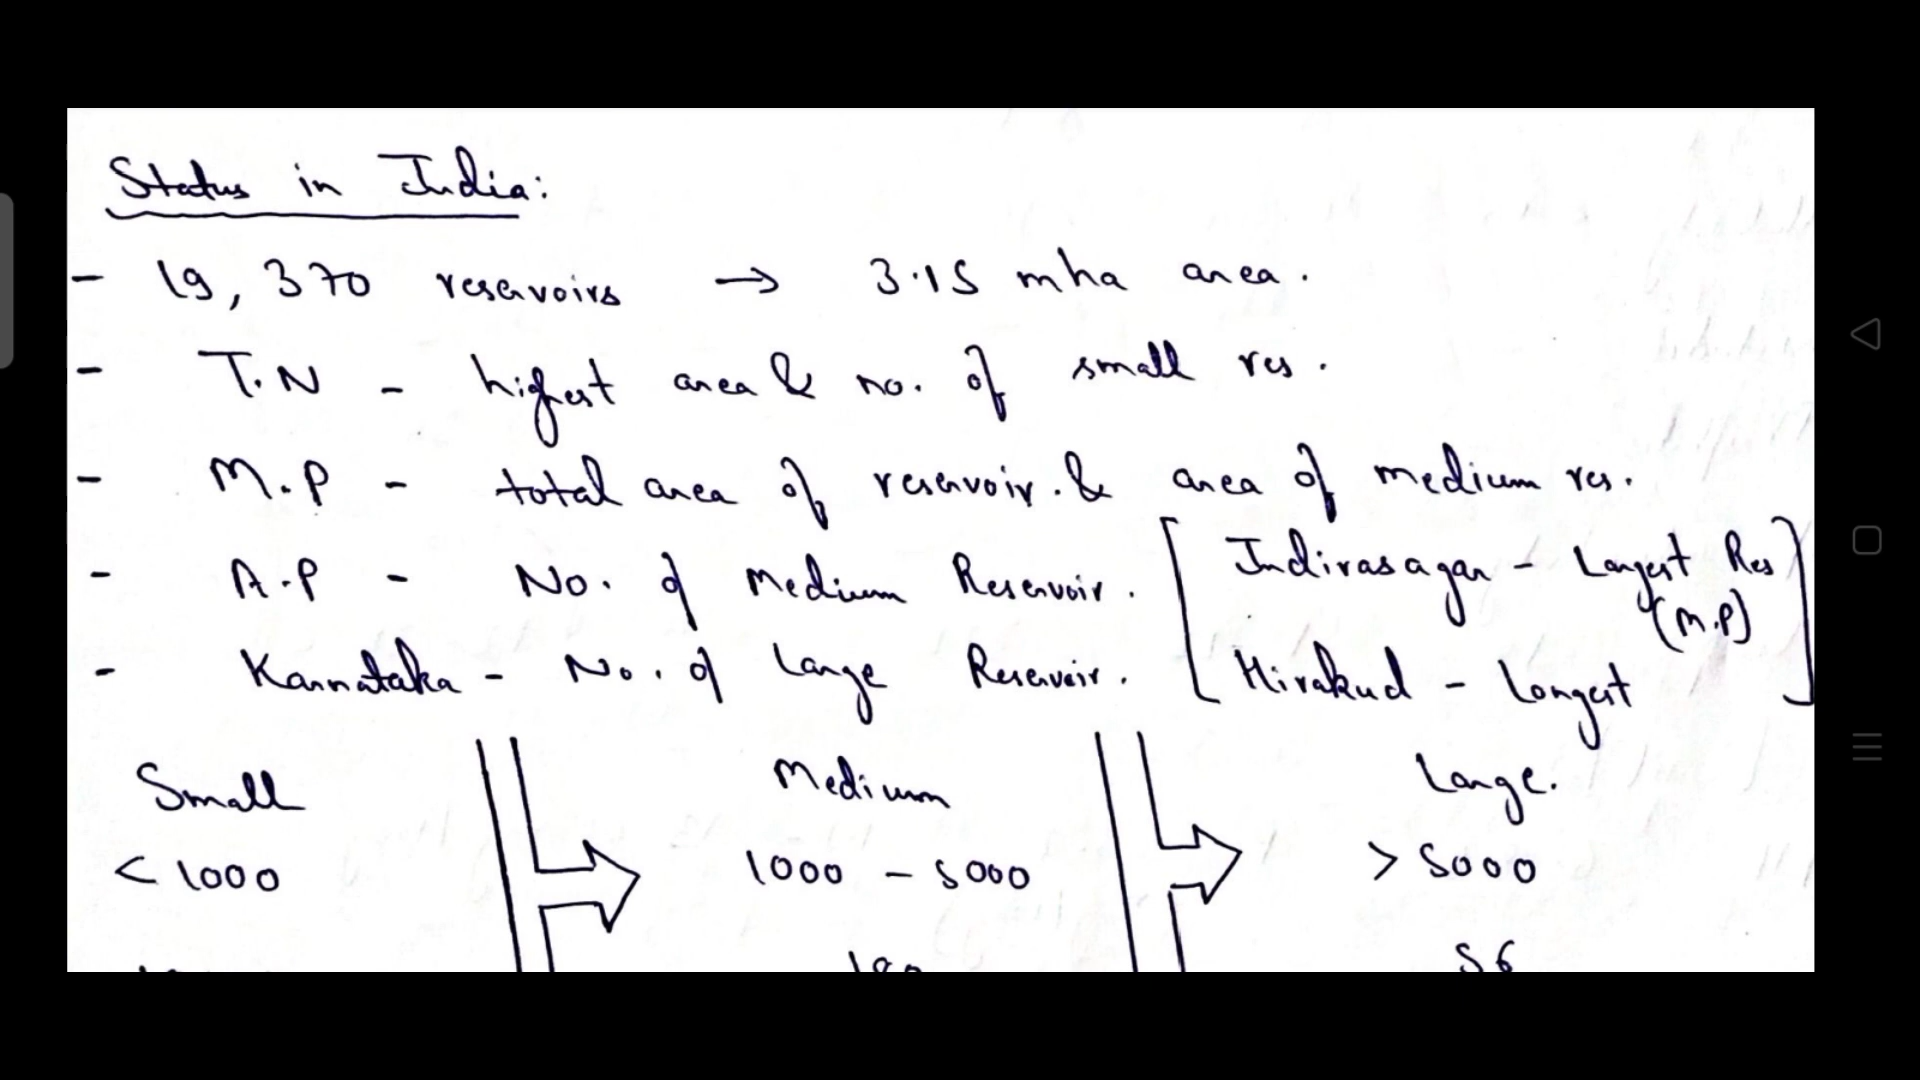 Status in India:
- 19,370 reservoirs → 3.15 mha area.
- T.N - highest area & no. of small res.
- M.P - total area of reservoir. & area of medium res.
- A.P - No. of Medium Reservoir. [Indirasagar - Largest Res
(M.P)
- Karnataka - No. of Large Reservoir. Hirakud - Longest]
Small Medium Large.
< 1000 1000 - 5000 > 5000
56